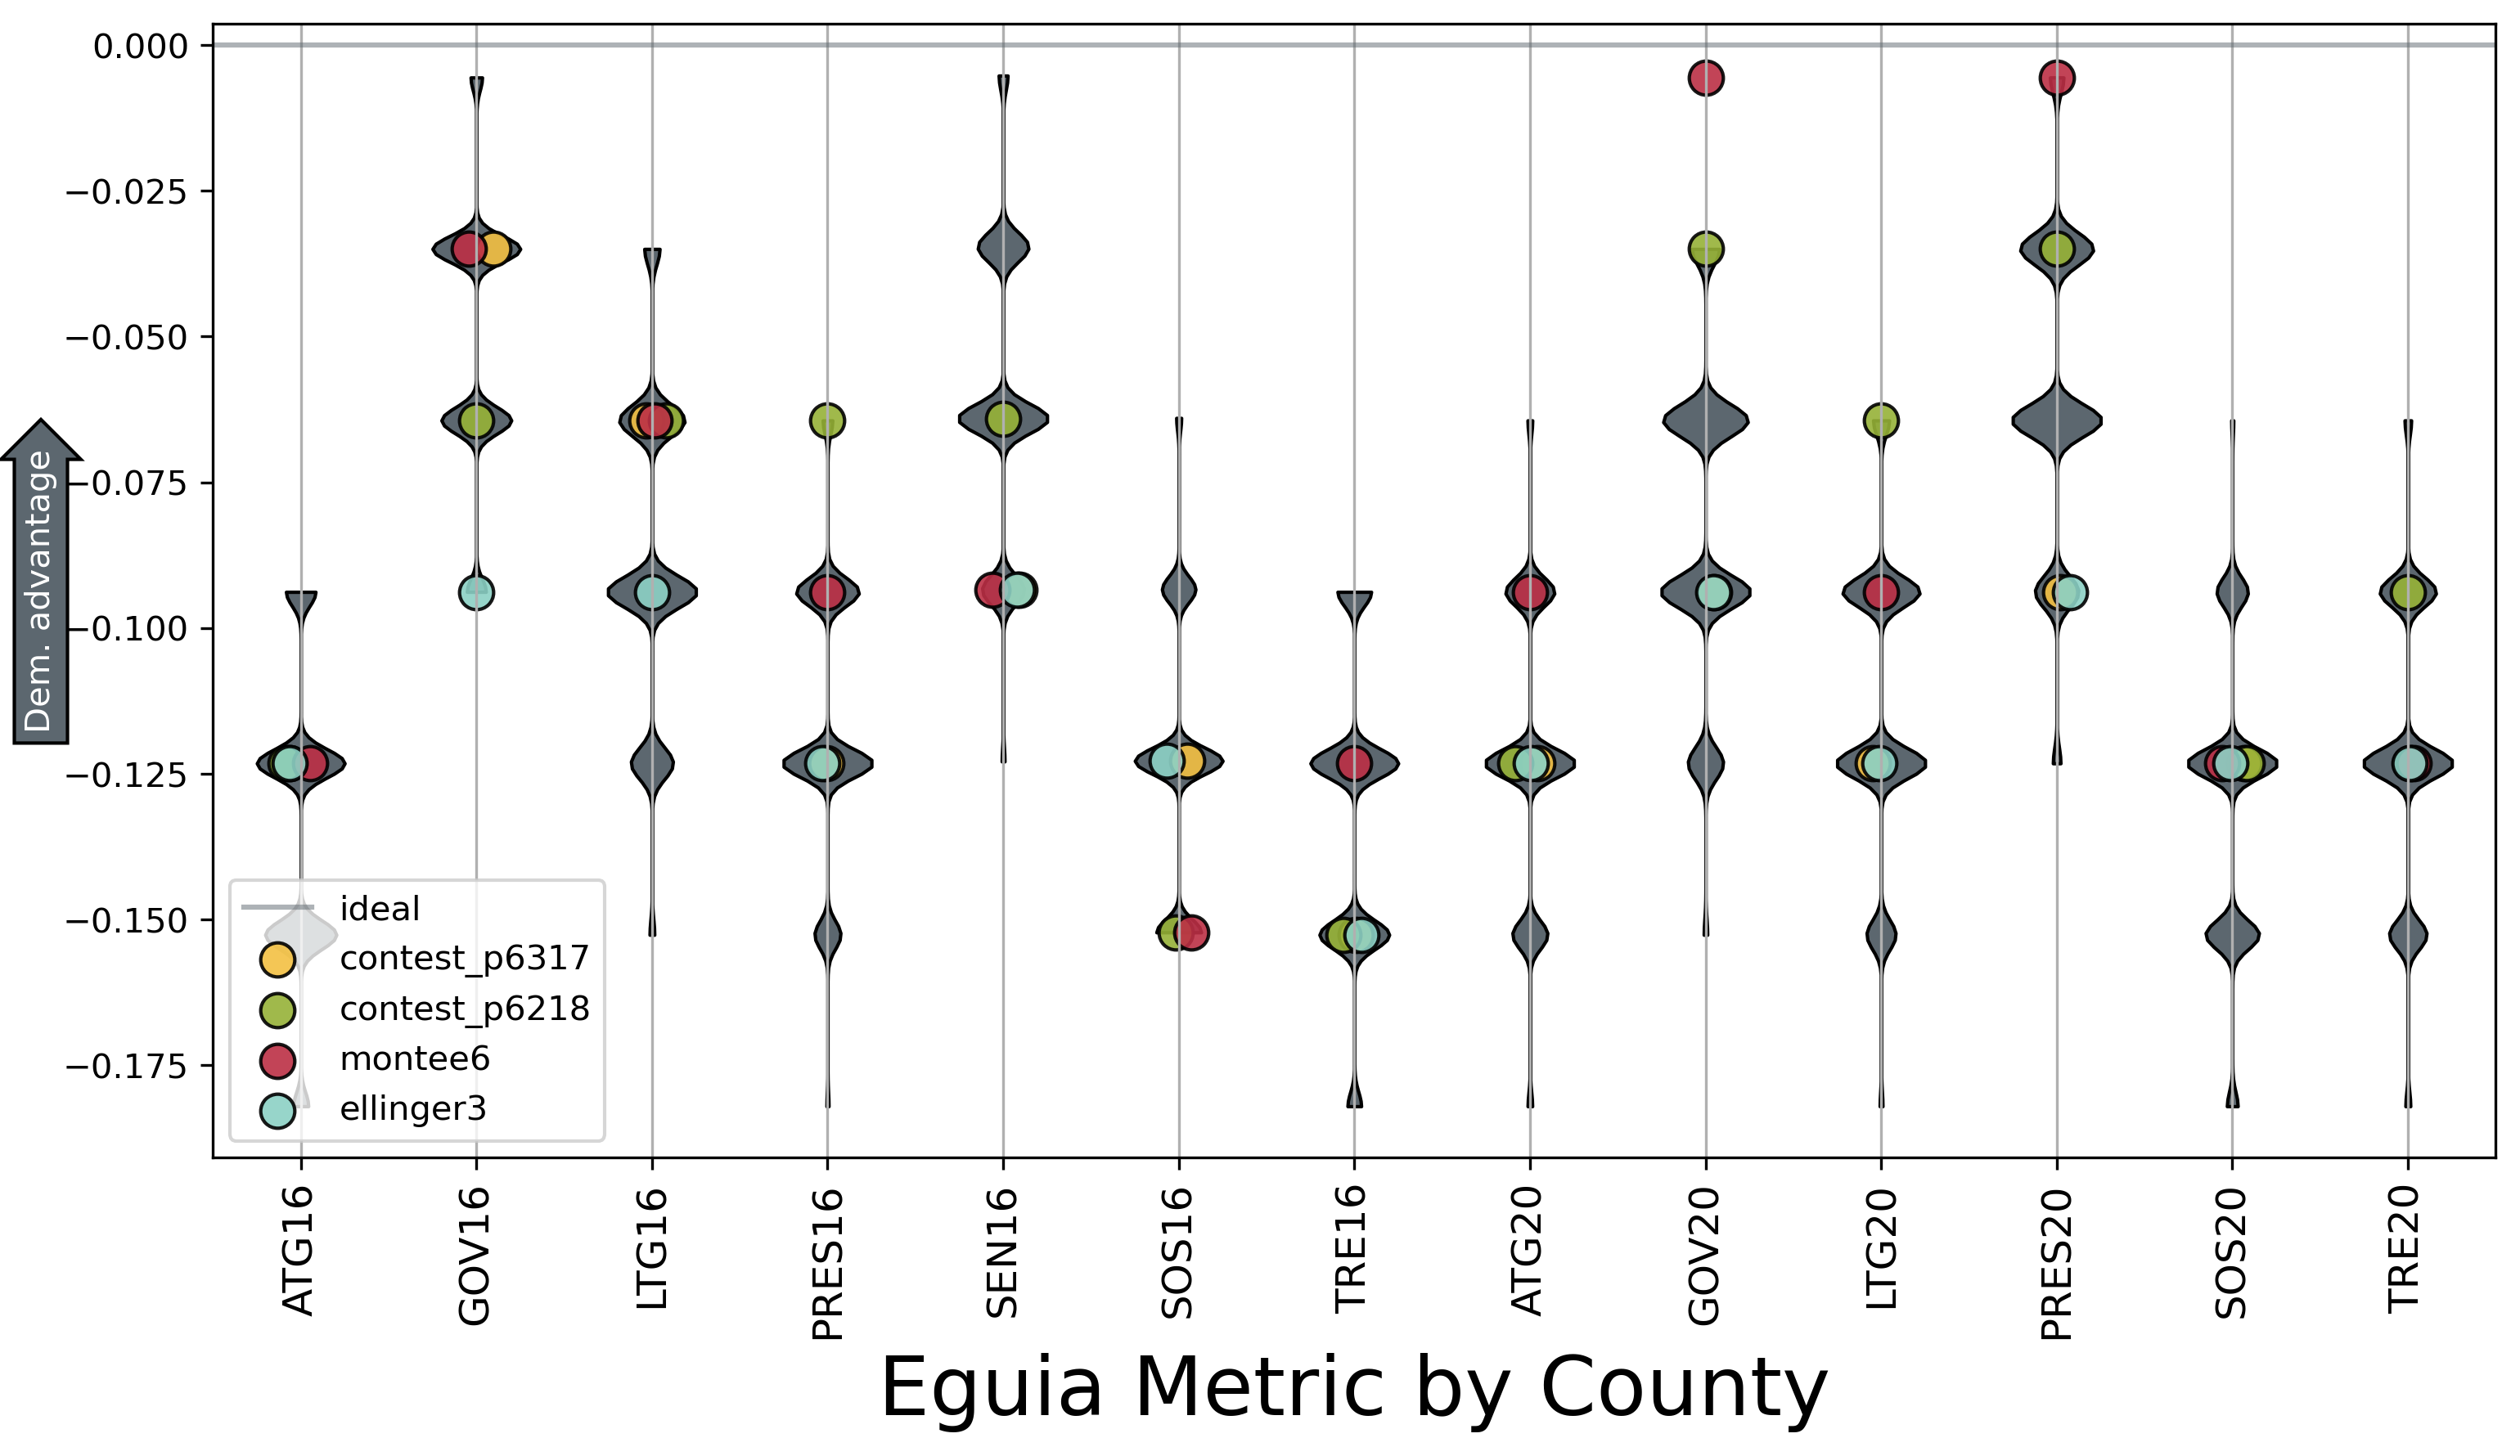 0.000
−0.025
−0.050
−0.075
−0.100
−0.125
−0.150
−0.175
Dem. advantage
ideal
contest_p6317
contest_p6218
montee6
ellinger3
ATG16
GOV16
LTG16
PRES16
SEN16
SOS16
TRE16
ATG20
GOV20
LTG20
PRES20
SOS20
TRE20
Eguia Metric by County